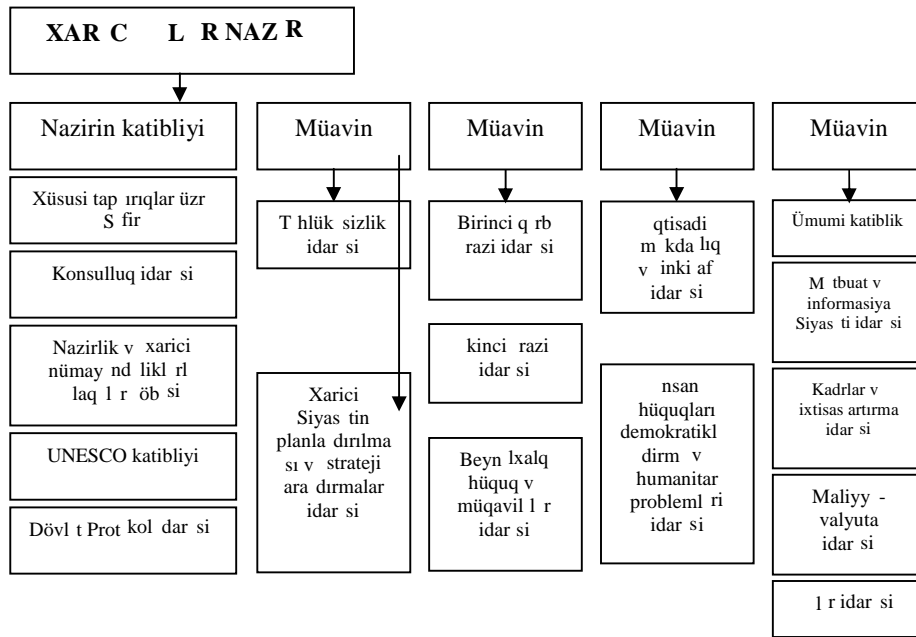 XAR C L R NAZ R
Nazirin katibliyi
Xüsusi tap ırıqlar üzr
S fir
Konsulluq idar si
Nazirlik v xarici
nümay nd likl rl
laq l r öb si
UNESCO katibliyi
Dövl t Prot kol dar si
Müavin
T hlük sizlik
idar si
Xarici
Siyas tin
planla dırılma
sı v strateji
ara dırmalar
idar si
Müavin
Birinci q rb
razi idar si
kinci razi
idar si
Beyn lxalq
hüquq v
müqavil l r
idar si
Müavin
qtisadi
m kda lıq
v inki af
idar si
nsan
hüquqları
demokratikl
dirm v
humanitar
probleml ri
idar si
Müavin
Ümumi katiblik
M tbuat v
informasiya
Siyas ti idar si
Kadrlar v
ixtisas artırma
idar si
Maliyy -
valyuta
idar si
l r idar si